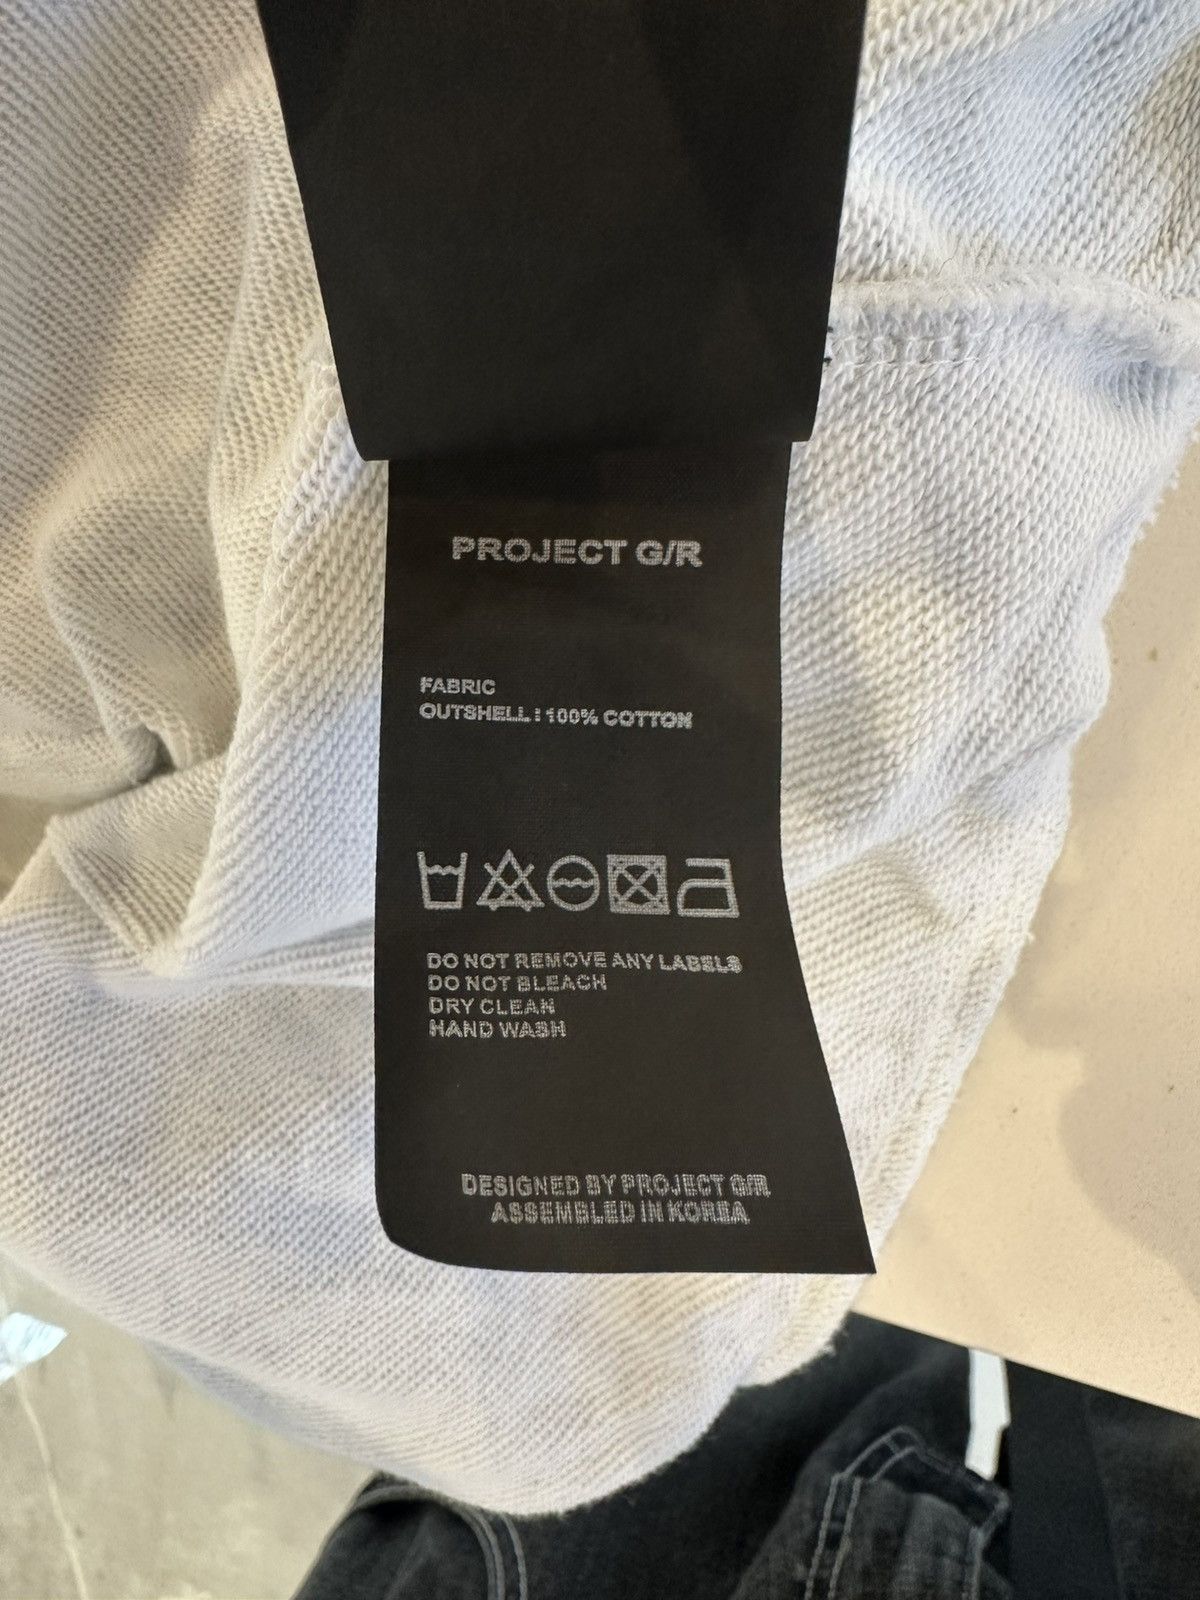 PROJECT G/R
FABRIC
OUTSHELL : 100% COTTON
DO NOT REMOVE ANY LABELS
DO NOT BLEACH
DRY CLEAN
HAND WASH
DESIGNED BY PROJECT G/R
ASSEMBLED IN KOREA